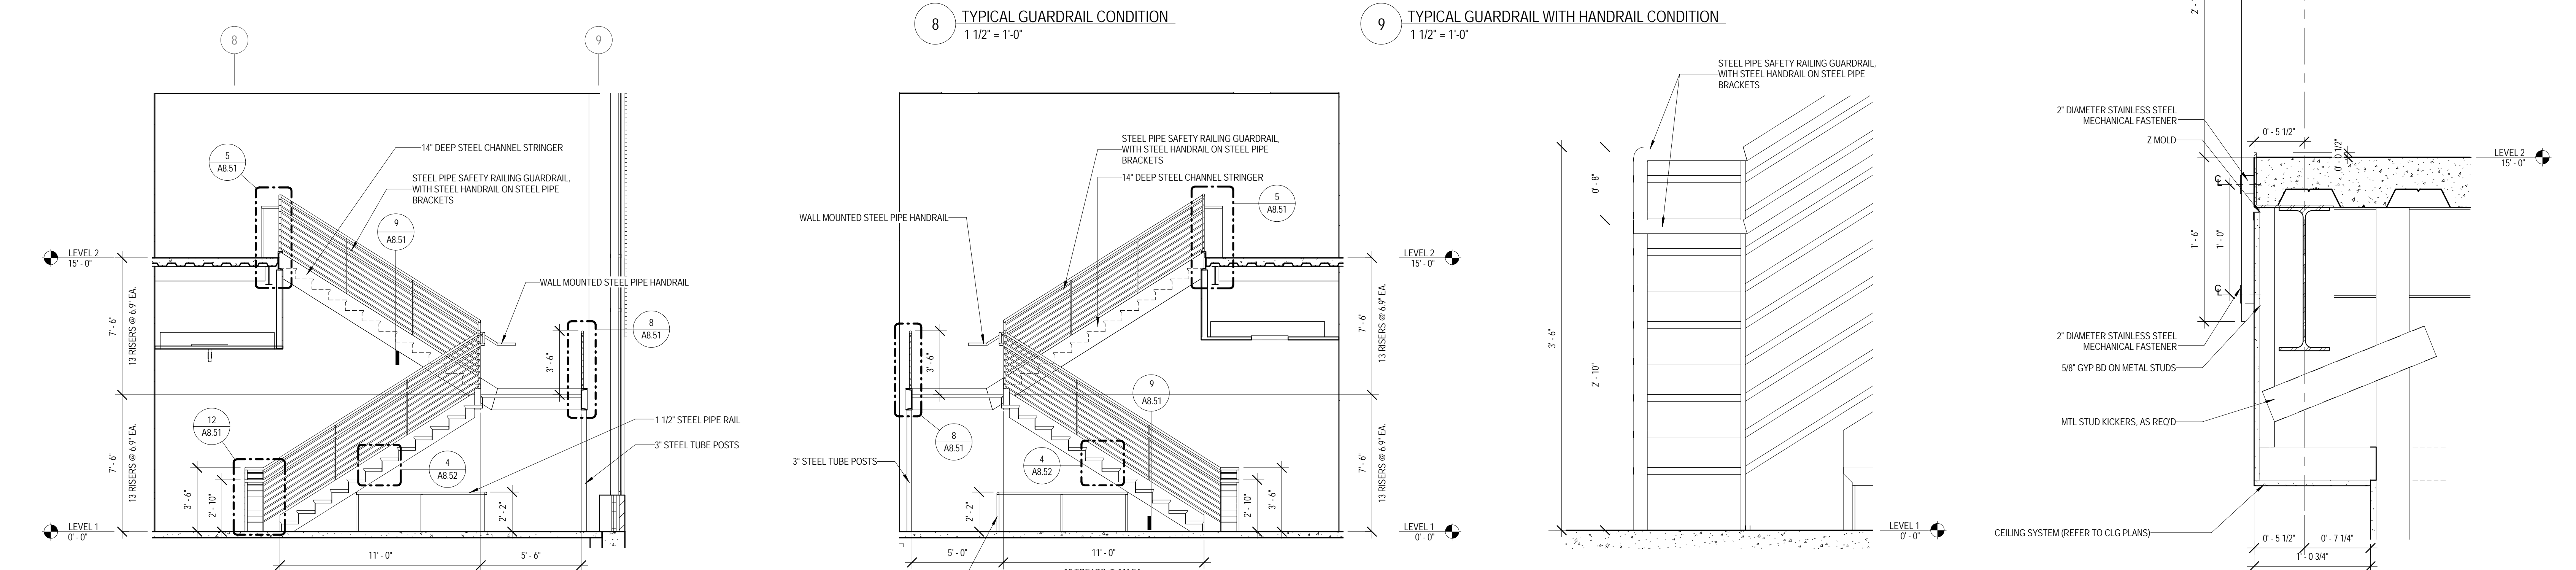 8
TYPICAL GUARDRAIL CONDITION
1 1/2" = 1'-0"
9
TYPICAL GUARDRAIL WITH HANDRAIL CONDITION
1 1/2" = 1'-0"
8
9
5
A8.51
14" DEEP STEEL CHANNEL STRINGER
STEEL PIPE SAFETY RAILING GUARDRAIL,
WITH STEEL HANDRAIL ON STEEL PIPE
BRACKETS
9
A8.51
LEVEL 2
15' - 0"
WALL MOUNTED STEEL PIPE HANDRAIL
7' - 6"
13 RISERS @ 6.9" EA.
8
A8.51
3' - 6"
12
A8.51
1 1/2" STEEL PIPE RAIL
3" STEEL TUBE POSTS
4
A8.52
7' - 6"
13 RISERS @ 6.9" EA.
3' - 6"
2' - 10"
2' - 2"
LEVEL 1
0' - 0"
11' - 0"
5' - 6"
STEEL PIPE SAFETY RAILING GUARDRAIL,
WITH STEEL HANDRAIL ON STEEL PIPE
BRACKETS
14" DEEP STEEL CHANNEL STRINGER
WALL MOUNTED STEEL PIPE HANDRAIL
5
A8.51
LEVEL 2
15' - 0"
7' - 6"
13 RISERS @ 6.9" EA.
3' - 6"
9
A8.51
8
A8.51
4
A8.52
3" STEEL TUBE POSTS
7' - 6"
13 RISERS @ 6.9" EA.
2' - 2"
2' - 10"
3' - 6"
LEVEL 1
0' - 0"
5' - 0"
11' - 0"
STEEL PIPE SAFETY RAILING GUARDRAIL,
WITH STEEL HANDRAIL ON STEEL PIPE
BRACKETS
0' - 8"
3' - 6"
2' - 10"
LEVEL 1
0' - 0"
2" DIAMETER STAINLESS STEEL
MECHANICAL FASTENER
Z MOLD
0' - 5 1/2"
0' - 0 1/2"
LEVEL 2
15' - 0"
1' - 6"
1' - 0"
2" DIAMETER STAINLESS STEEL
MECHANICAL FASTENER
5/8" GYP BD ON METAL STUDS
MTL STUD KICKERS, AS REQ'D
CEILING SYSTEM (REFER TO CLG PLANS)
0' - 5 1/2"
0' - 7 1/4"
1' - 0 3/4"